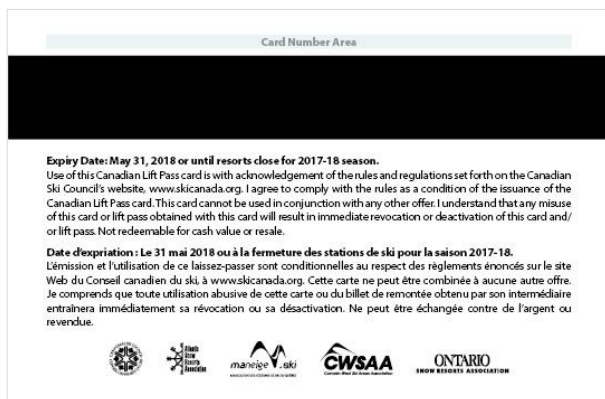 Card Number Area
Expiry Date: May 31, 2018 or until resorts close for 2017-18 season.
Use of this Canadian Lift Pass card is with acknowledgement of the rules and regulations set forth on the Canadian
Ski Council's website, www.skicanada.org. I agree to comply with the rules as a condition of the issuance of the
Canadian Lift Pass card. This card cannot be used in conjunction with any other offer. I understand that any misuse
of this card or lift pass obtained with this card will result in immediate revocation or deactivation of this card and/
or lift pass. Not redeemable for cash value or resale.
Date d'expriation : Le 31 mai 2018 ou à la fermeture des stations de ski pour la saison 2017-18.
L'émission et l'utilisation de ce laissez-passer sont conditionnelles au respect des règlements énoncés sur le site
Web du Conseil canadien du ski, à www.skicanada.org. Cette carte ne peut être combinée à aucune autre offre.
Je comprends que toute utilisation abusive de cette carte ou du billet de remontée obtenu par son intermédiaire
entraînera immédiatement sa révocation ou sa désactivation. Ne peut être échangée contre de l'argent ou
revendue.
Atlantic
Snow
Resorts
Association
maneige.ski
CWSAA
Canada West Ski Areas Association
ONTARIO
SNOW RESORTS ASSOCIATION